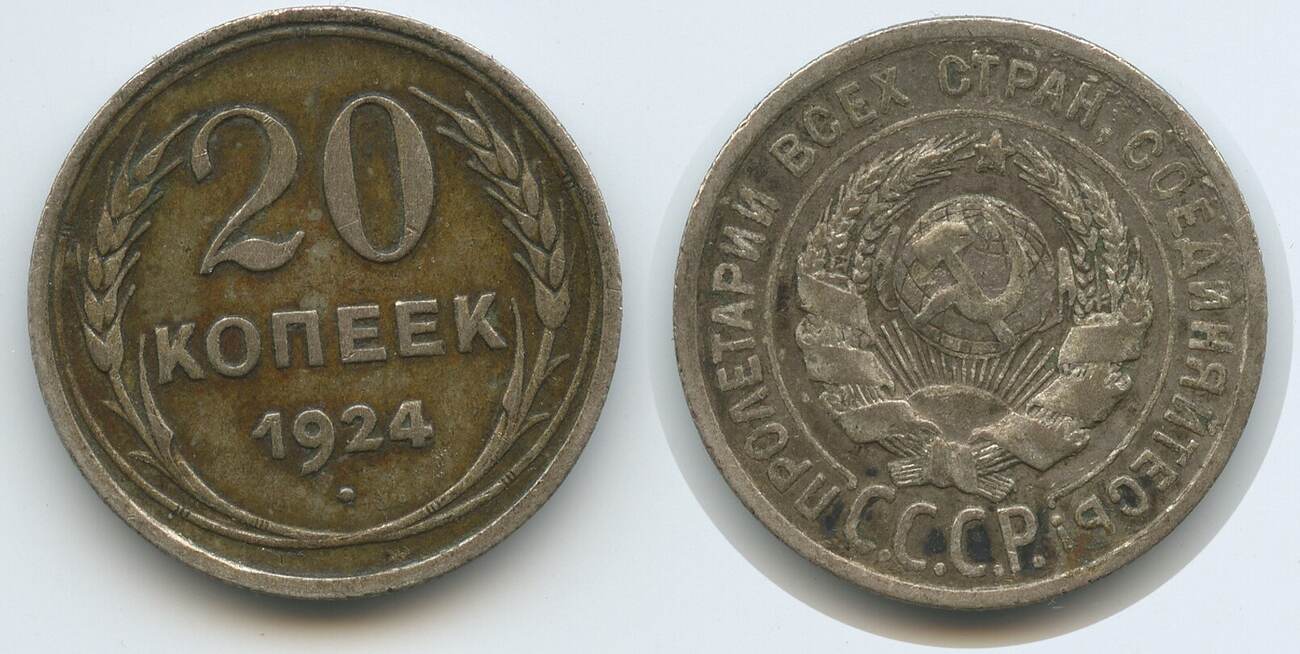 20
КОПЕЕК
1924
ПРОЛЕТАРИИ ВСЕХ СТРАН, СОЕДИНЯЙТЕСЬ!
С.С.С.Р.